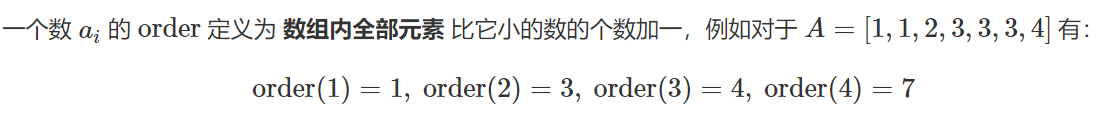 一个数 aᵢ 的 order 定义为 数组内全部元素 比它小的数的个数加一，例如对于 A = [1, 1, 2, 3, 3, 3, 4] 有：
order(1) = 1, order(2) = 3, order(3) = 4, order(4) = 7